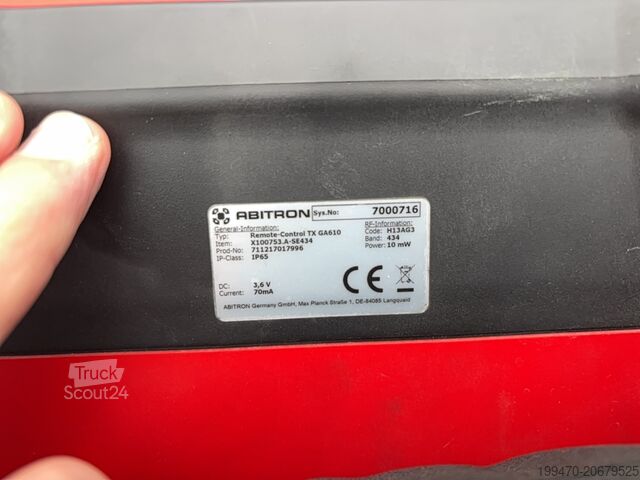 ABITRON Sys.No: 7000716
General-Information: RF-Information:
Typ: Remote-Control TX GA610 Code: H13AG3
Item: X100753.A-SE434 Band: 434
Prod-No: 711217017996 Power: 10 mW
IP-Class: IP65
DC: 3,6 V
Current: 70mA
CE
ABITRON Germany GmbH, Max Planck Straße 1, DE-84085 Langquaid
Truck
Scout24
199470-20679525